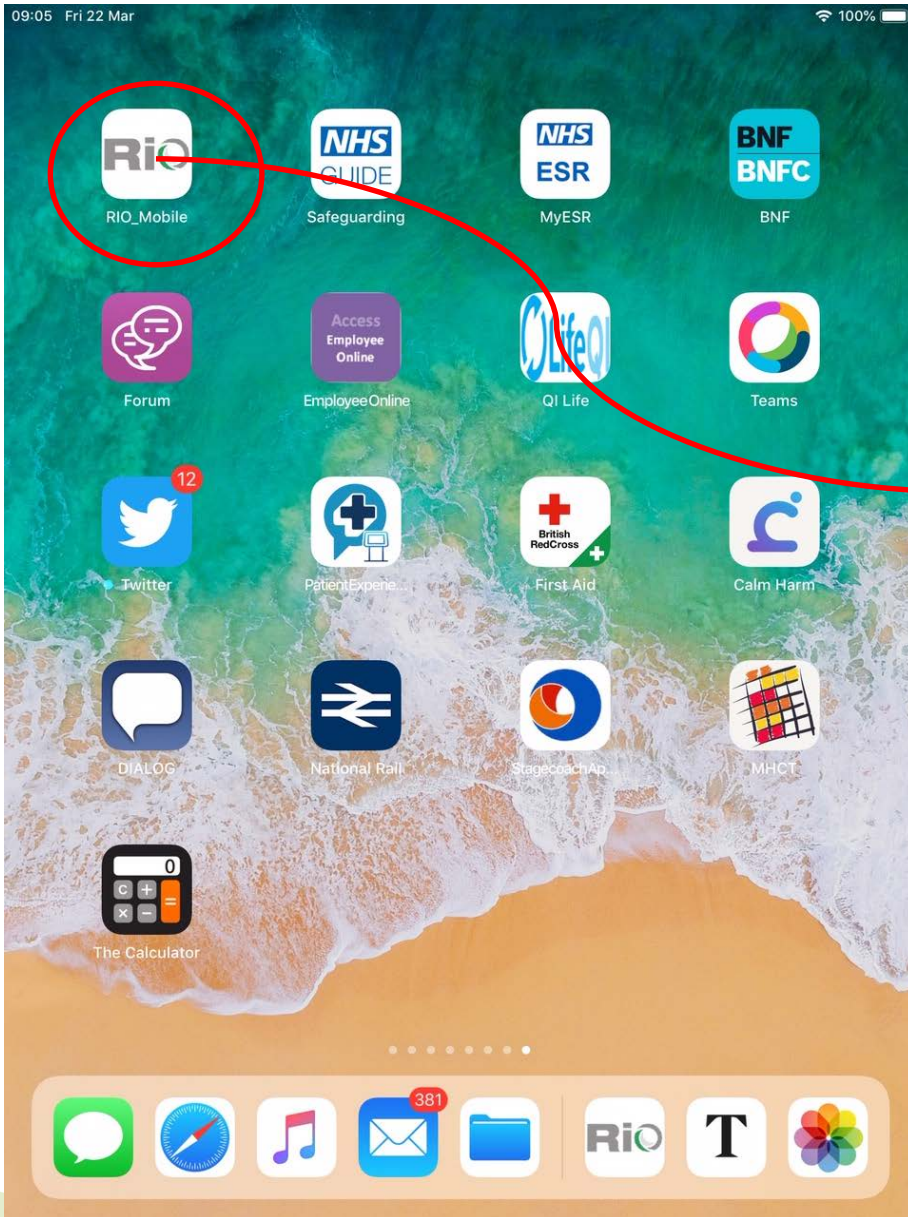 09:05 Fri 22 Mar
100%
RiO
RIO_Mobile
NHS
GUIDE
Safeguarding
NHS
ESR
MyESR
BNF
BNFC
BNF
Forum
Access
Employee
Online
EmployeeOnline
LifeQI
QI Life
Teams
12
Twitter
PatientExperie...
British
RedCross
First Aid
Calm Harm
DIALOG
National Rail
StagecoachAp...
MHCT
0
C +
× − =
The Calculator
381
RiO
T